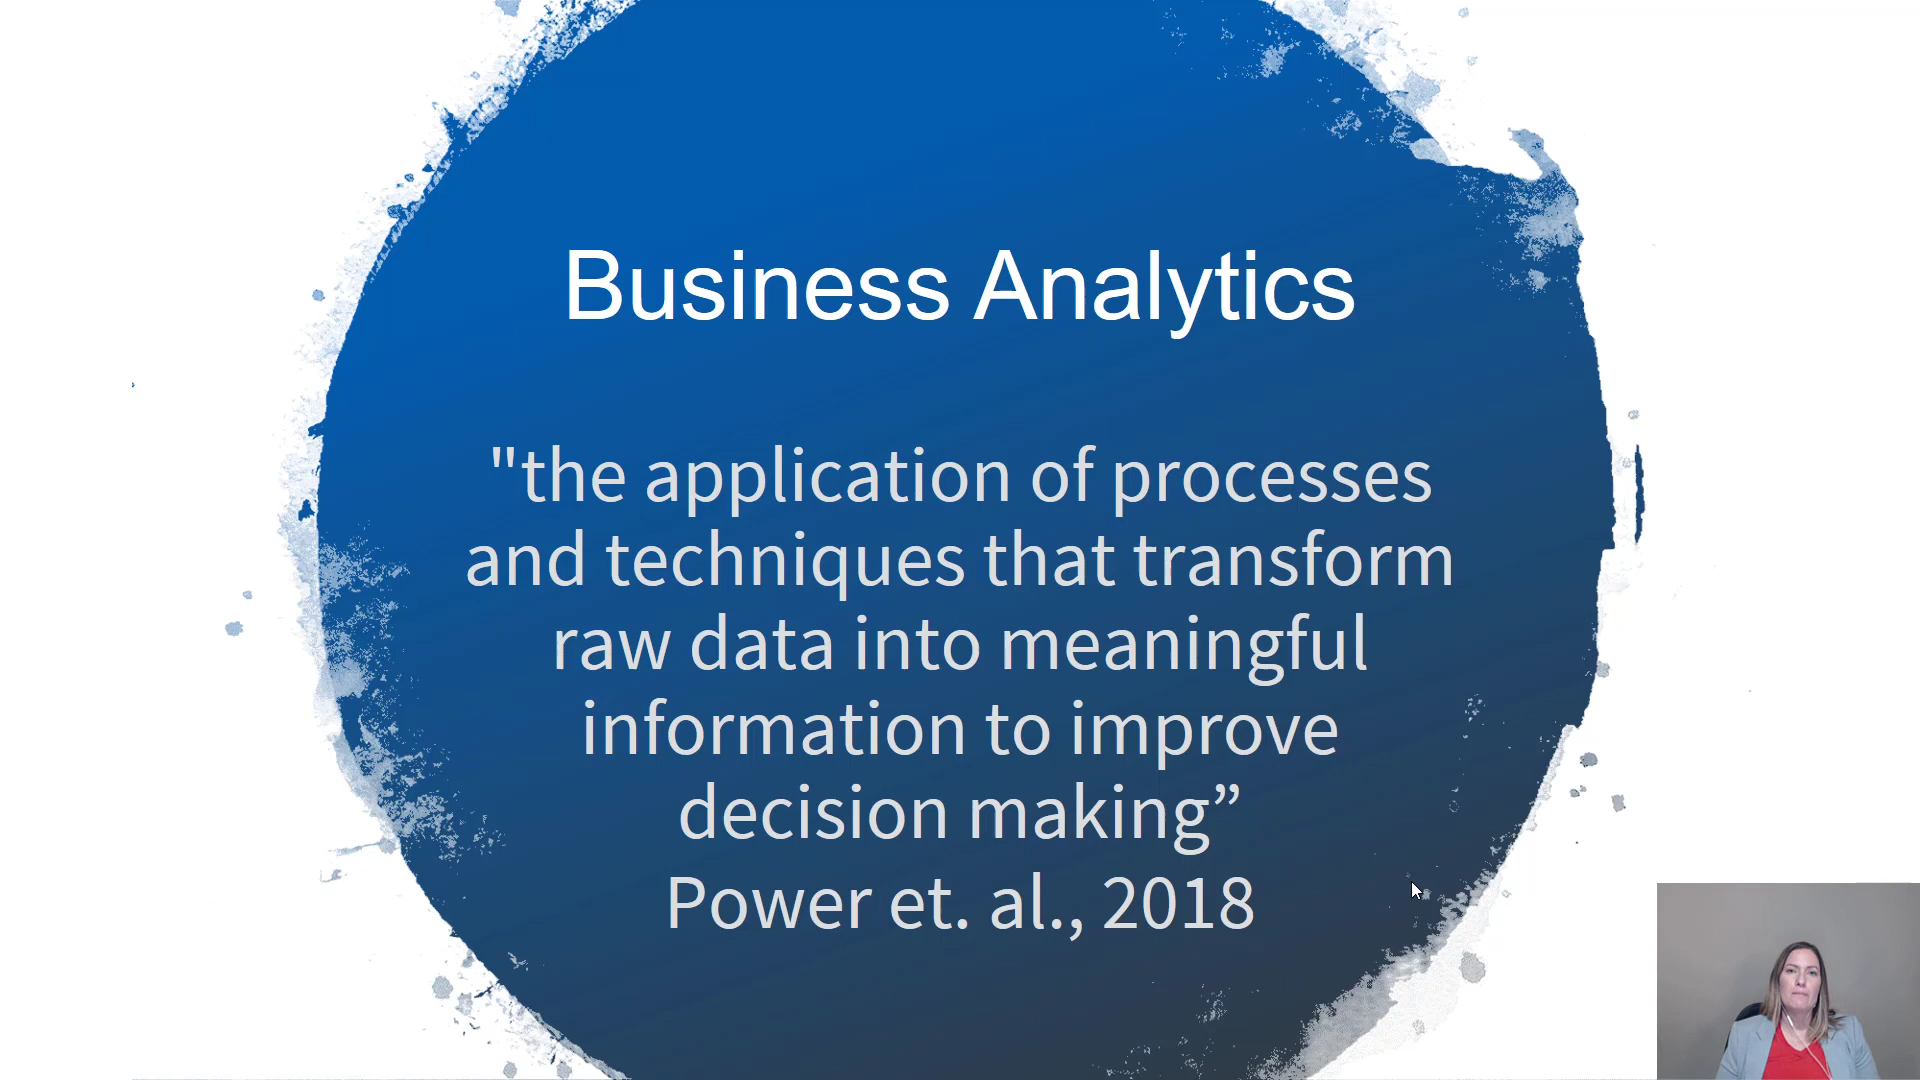 Business Analytics
"the application of processes
and techniques that transform
raw data into meaningful
information to improve
decision making”
Power et. al., 2018